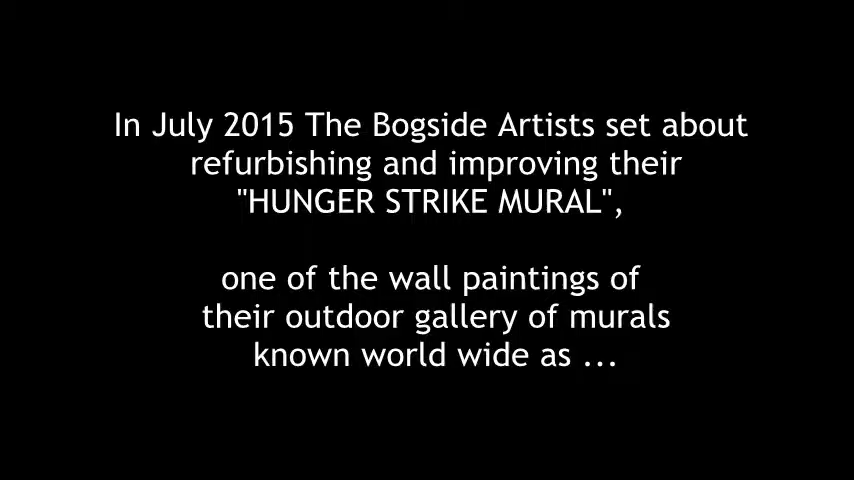 In July 2015 The Bogside Artists set about
refurbishing and improving their
"HUNGER STRIKE MURAL",
one of the wall paintings of
their outdoor gallery of murals
known world wide as ...